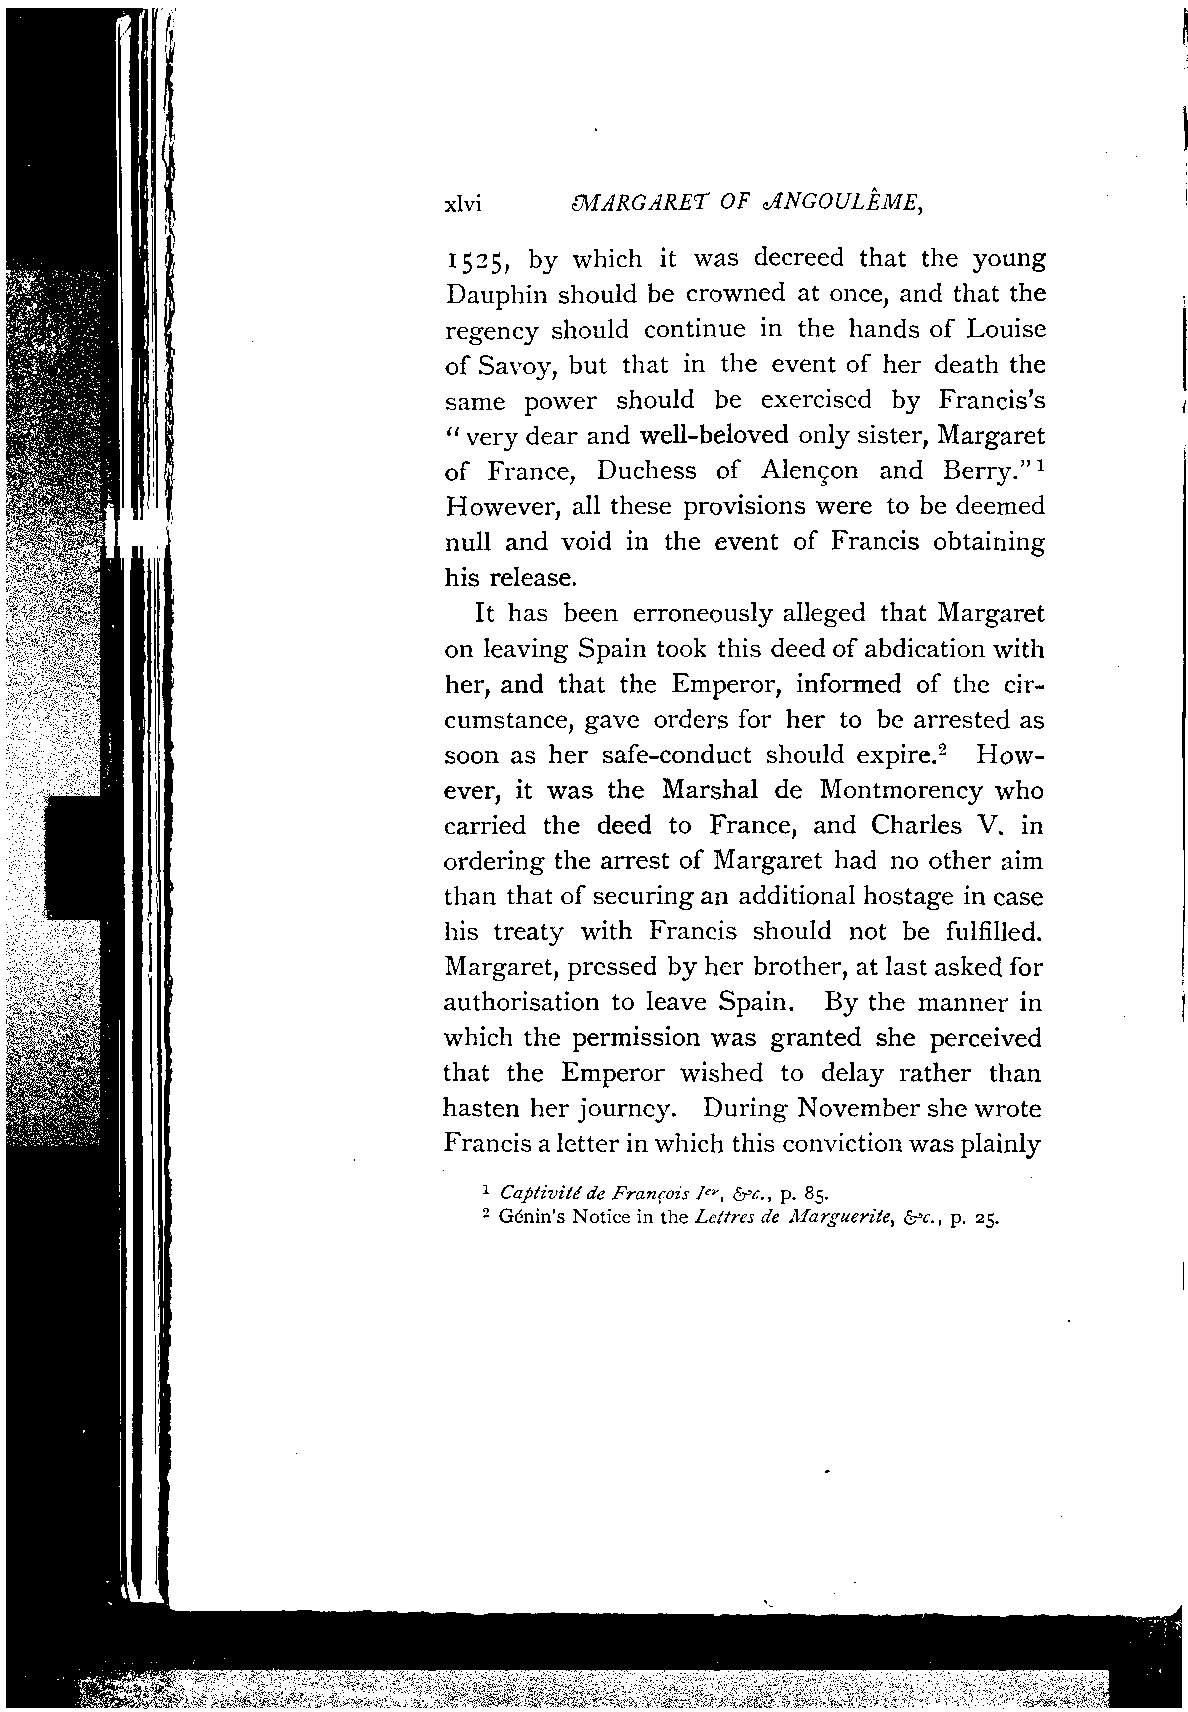 xlvi MARGARET OF ANGOULÊME,
1525, by which it was decreed that the young
Dauphin should be crowned at once, and that the
regency should continue in the hands of Louise
of Savoy, but that in the event of her death the
same power should be exercised by Francis's
“ very dear and well-beloved only sister, Margaret
of France, Duchess of Alençon and Berry.” 1
However, all these provisions were to be deemed
null and void in the event of Francis obtaining
his release.
It has been erroneously alleged that Margaret
on leaving Spain took this deed of abdication with
her, and that the Emperor, informed of the cir-
cumstance, gave orders for her to be arrested as
soon as her safe-conduct should expire.2 How-
ever, it was the Marshal de Montmorency who
carried the deed to France, and Charles V. in
ordering the arrest of Margaret had no other aim
than that of securing an additional hostage in case
his treaty with Francis should not be fulfilled.
Margaret, pressed by her brother, at last asked for
authorisation to leave Spain. By the manner in
which the permission was granted she perceived
that the Emperor wished to delay rather than
hasten her journey. During November she wrote
Francis a letter in which this conviction was plainly
1 Captivité de François Ier, &c., p. 85.
2 Génin's Notice in the Lettres de Marguerite, &c., p. 25.